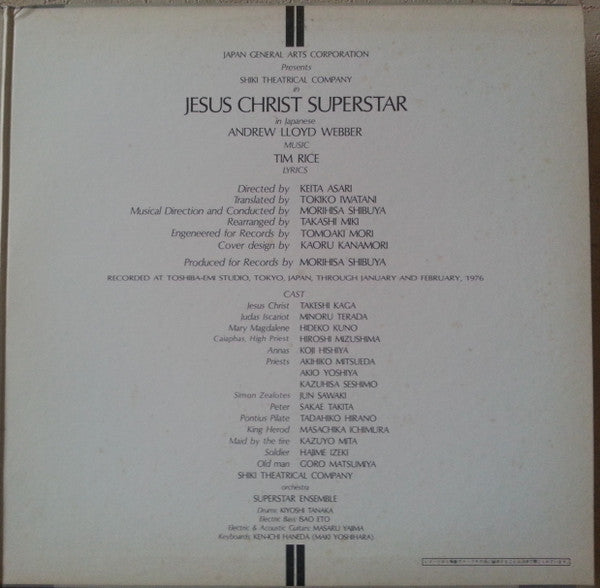 JAPAN GENERAL ARTS CORPORATION
Presents
SHIKI THEATRICAL COMPANY
in
JESUS CHRIST SUPERSTAR
in Japanese
ANDREW LLOYD WEBBER
MUSIC
TIM RICE
LYRICS
Directed by KEITA ASARI
Translated by TOKIKO IWATANI
Musical Direction and Conducted by MORIHISA SHIBUYA
Rearranged by TAKASHI MIKI
Engeneered for Records by TOMOAKI MORI
Cover design by KAORU KANAMORI
Produced for Records by MORIHISA SHIBUYA
RECORDED AT TOSHIBA-EMI STUDIO, TOKYO, JAPAN, THROUGH JANUARY AND FEBRUARY, 1976
CAST
Jesus Christ TAKESHI KAGA
Iudas Iscariot MINORU TERADA
Mary Magdalene HIDEKO KUNO
Caiaphas, High Priest HIROSHI MIZUSHIMA
Annas KOJI HISHIYA
Priests AKIHIKO MITSUEDA
AKIO YOSHIYA
KAZUHISA SESHIMO
Simon Zealotes JUN SAWAKI
Peter SAKAE TAKITA
Pontius Pilate TADAHIKO HIRANO
King Herod MASACHIKA ICHIMURA
Maid by the tire KAZUYO MITA
Soldier HAJIME IZEKI
Old man GORO MATSUMIYA
SHIKI THEATRICAL COMPANY
orchestra
SUPERSTAR ENSEMBLE
Drums: KIYOSHI TANAKA
Electric Bass: ISAO ETO
Electric & Acoustic Guitars: MASARU YAJIMA
Keyboards: KEN-ICHI HANEDA (MAKI YOSHIHARA)